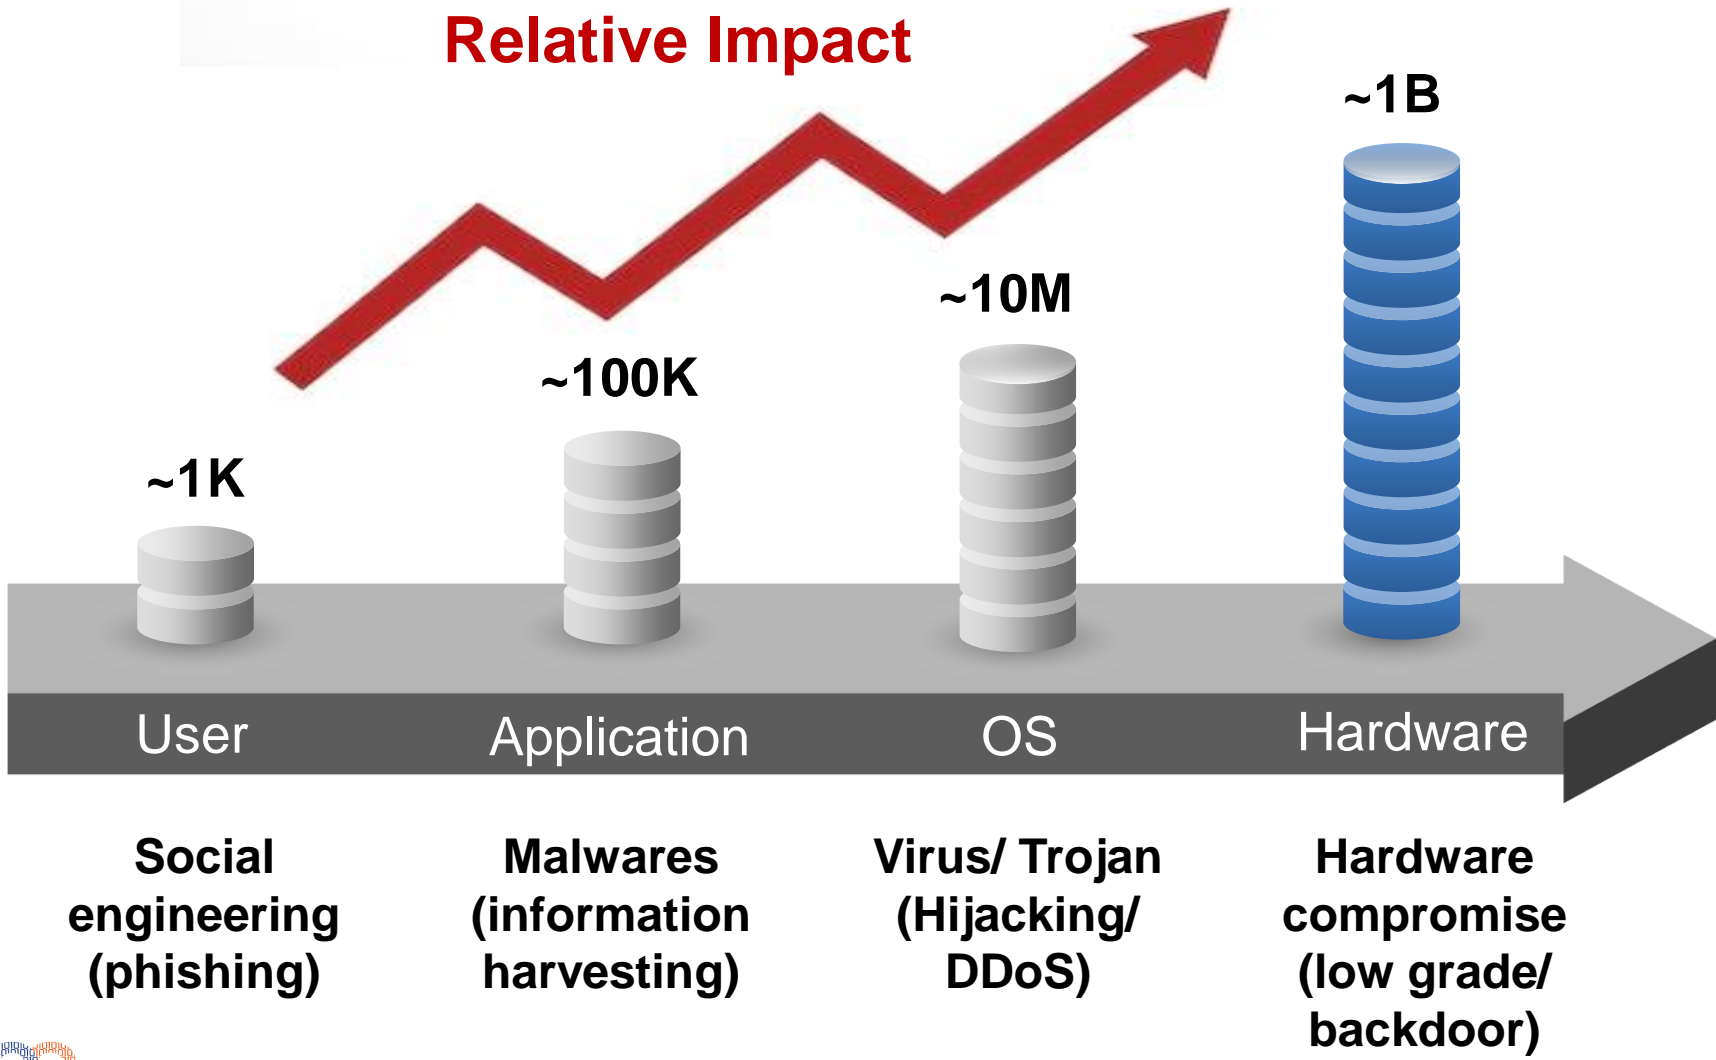 Relative Impact
~1B
~10M
~100K
~1K
User
Application
OS
Hardware
Social
engineering
(phishing)
Malwares
(information
harvesting)
Virus/ Trojan
(Hijacking/
DDoS)
Hardware
compromise
(low grade/
backdoor)